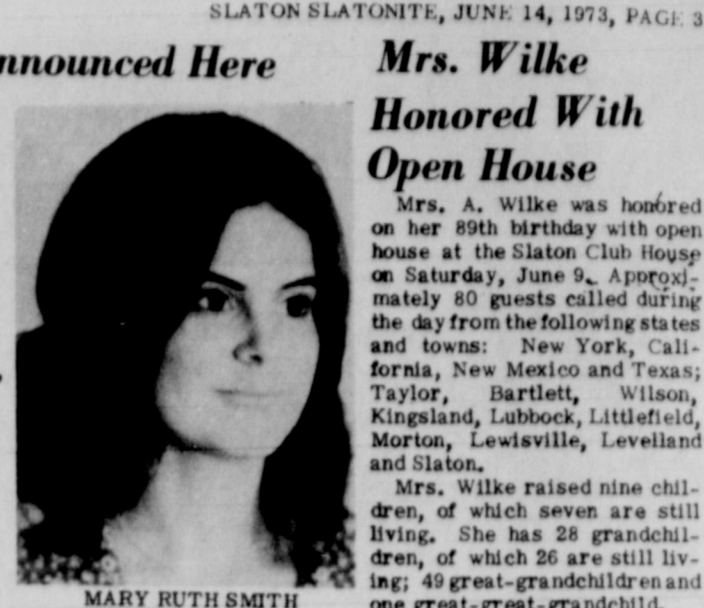 SLATON SLATONITE, JUNE 14, 1973, PAGE 3
nnounced Here
MARY RUTH SMITH
Mrs. Wilke
Honored With
Open House
Mrs. A. Wilke was honored
on her 89th birthday with open
house at the Slaton Club House
on Saturday, June 9. Approxi-
mately 80 guests called during
the day from the following states
and towns: New York, Cali-
fornia, New Mexico and Texas;
Taylor, Bartlett, Wilson,
Kingsland, Lubbock, Littlefield,
Morton, Lewisville, Levelland
and Slaton.
Mrs. Wilke raised nine chil-
dren, of which seven are still
living. She has 28 grandchil-
dren, of which 26 are still liv-
ing; 49 great-grandchildren and
one great-great-grandchild.